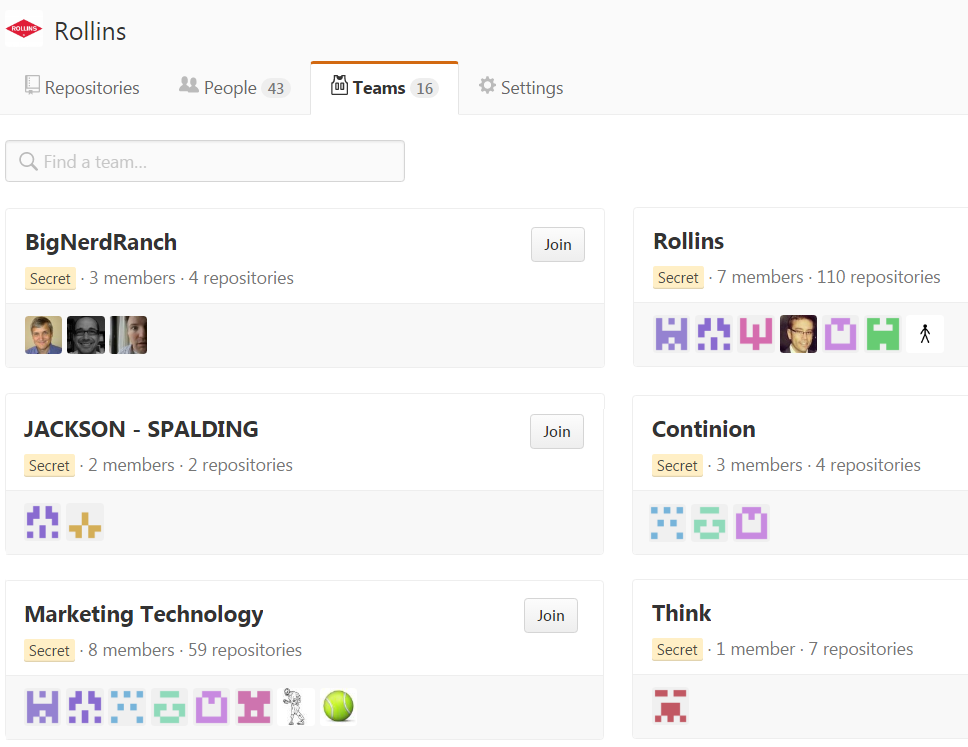 ROLLINS
Rollins
Repositories People 43 Teams 16 Settings
Find a team...
BigNerdRanch
Join
Secret · 3 members · 4 repositories
Rollins
Secret · 7 members · 110 repositories
JACKSON - SPALDING
Join
Secret · 2 members · 2 repositories
Continion
Secret · 3 members · 4 repositories
Marketing Technology
Join
Secret · 8 members · 59 repositories
Think
Secret · 1 member · 7 repositories